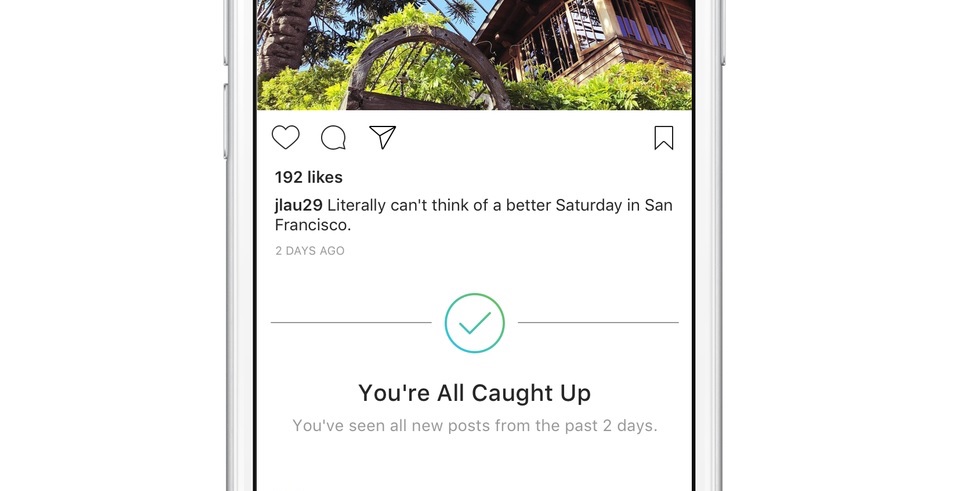 192 likes
jlau29 Literally can't think of a better Saturday in San
Francisco.
2 DAYS AGO
You're All Caught Up
You've seen all new posts from the past 2 days.